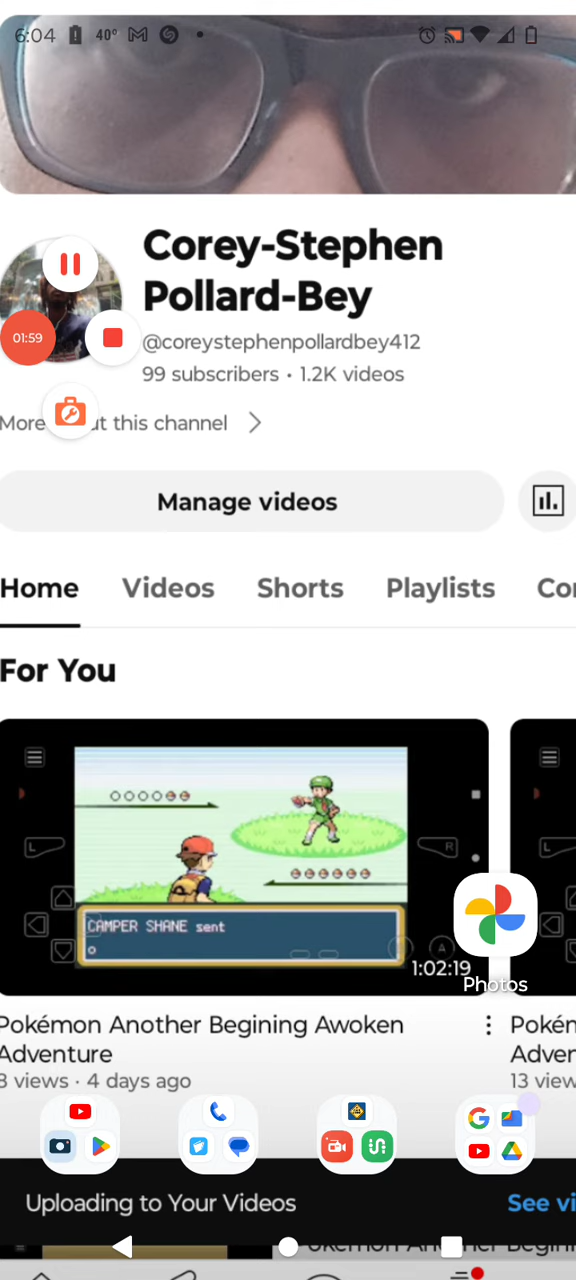 6:04 40°
Corey-Stephen
Pollard-Bey
01:59
@coreystephenpollardbey412
99 subscribers • 1.2K videos
More ut this channel
Manage videos
Home Videos Shorts Playlists Co
For You
L R L
CAMPER SHANE sent
A
1:02:19
Photos
Pokémon Another Begining Awoken
Adventure
8 views · 4 days ago
Pokém
Adven
13 view
Uploading to Your Videos See vi